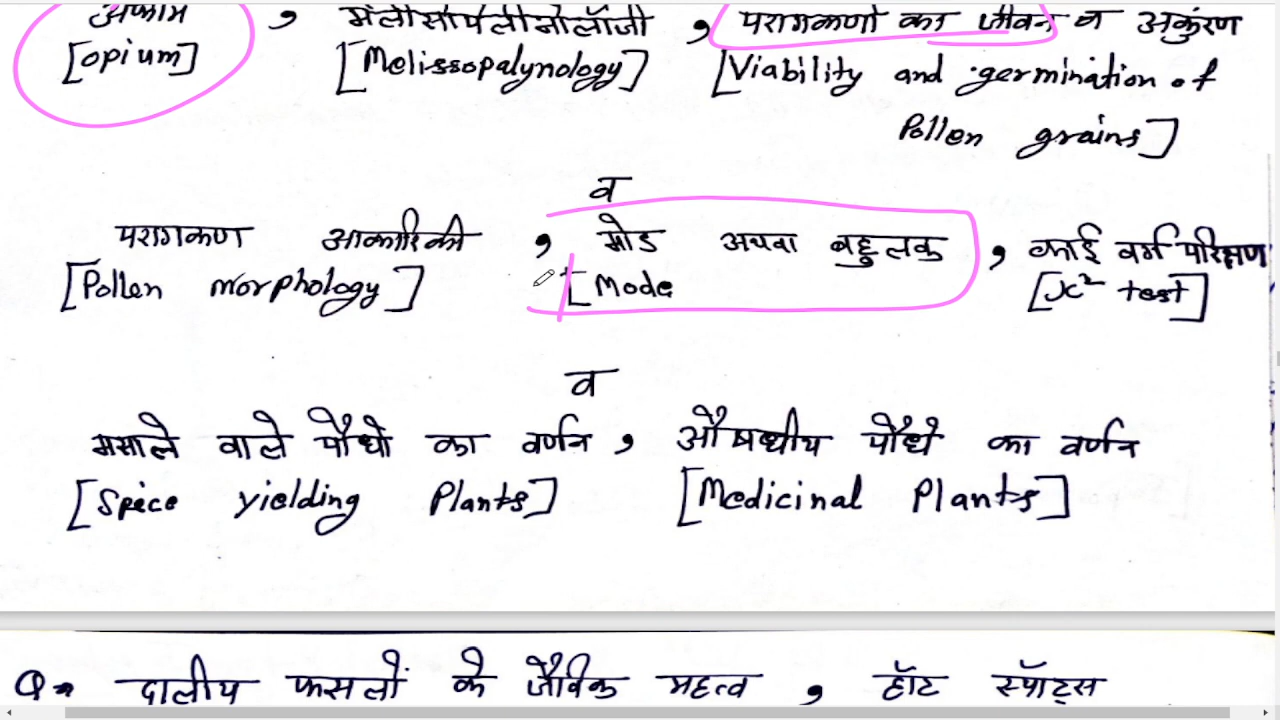 अफीम , मेलीसोपेलीनोलॉजी , परागकणो का जीवन व अकुंरण
[opium] [Melissopalynology] [Viability and germination of
Pollen grains]
व
परागकण आकारिकी , मोड अथवा बहुलक , काई वर्ग परिक्षण
[Pollen morphology] [Mode [x² test]
व
मसाले वाले पौधो का वर्णन , औषधीय पौधे का वर्णन
[Spice yielding Plants] [Medicinal Plants]
Q. दालीय फसलों के जैविक महत्व , हॉट स्पॉट्स